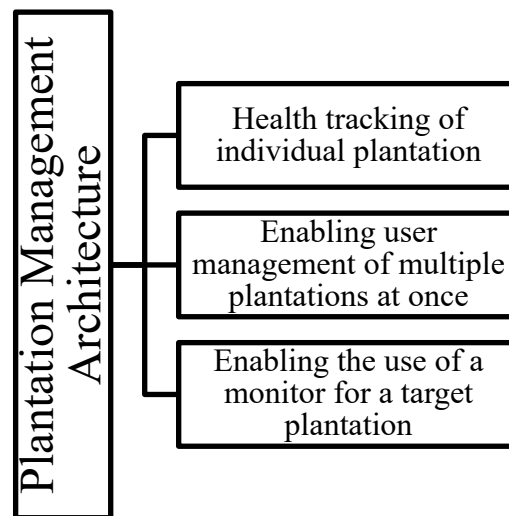 Plantation Management
Architecture
Health tracking of
individual plantation
Enabling user
management of multiple
plantations at once
Enabling the use of a
monitor for a target
plantation